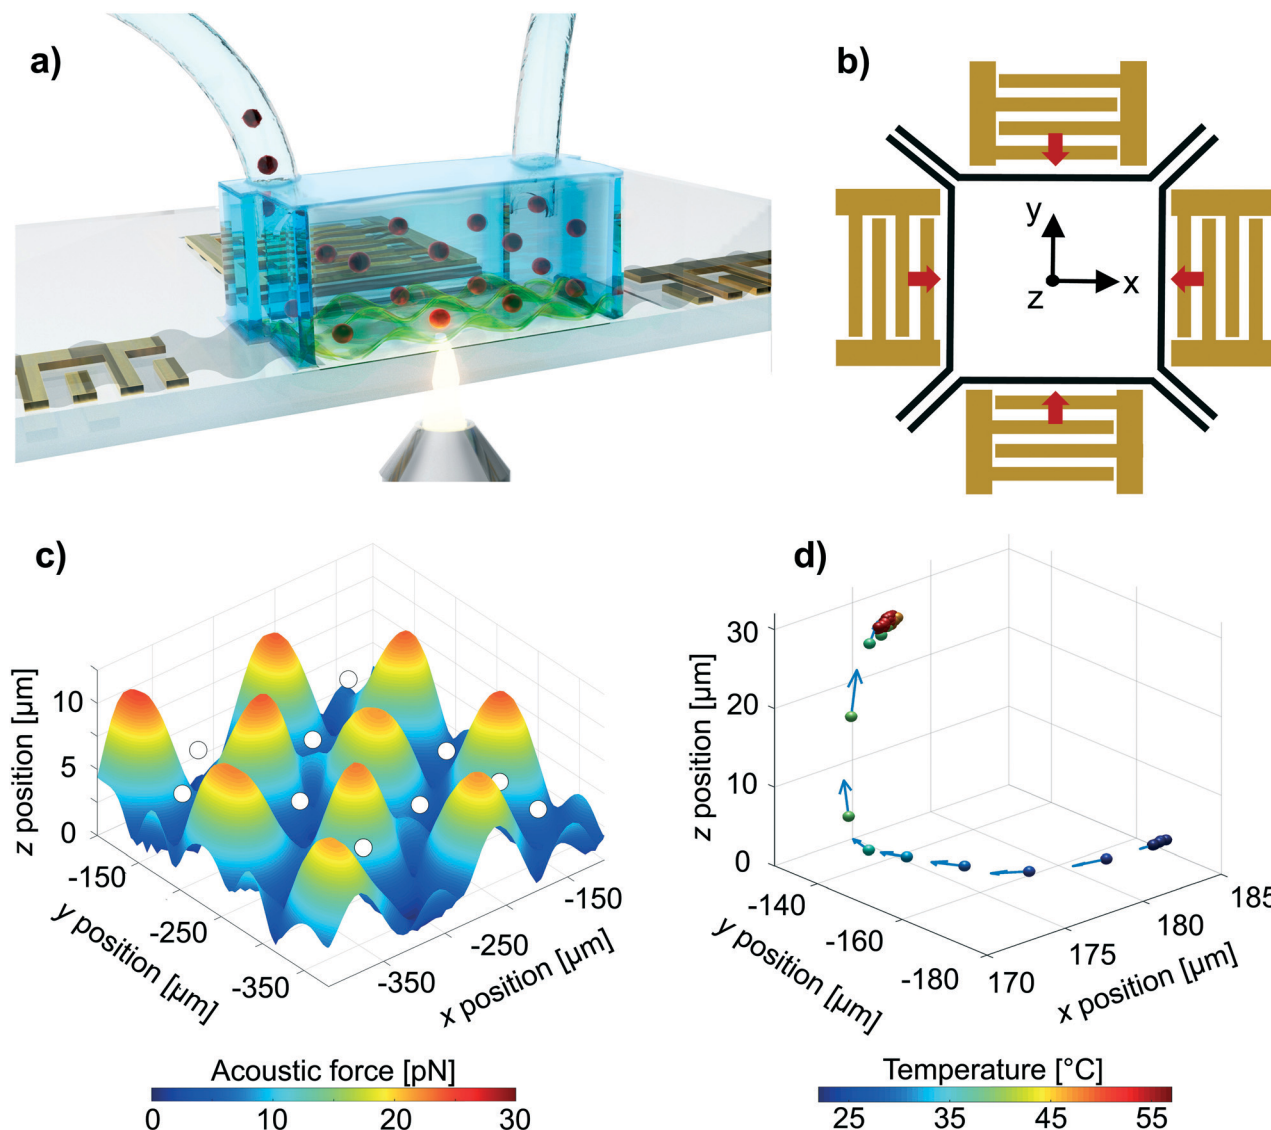 a)
b)
y
z
x
c)
z position [µm]
10
5
0
-150
-250
-350
y position [µm]
-350
-250
-150
x position [µm]
Acoustic force [pN]
0 10 20 30
d)
z position [µm]
30
20
10
0
-140
-160
-180
y position [µm]
170
175
180
185
x position [µm]
Temperature [°C]
25 35 45 55